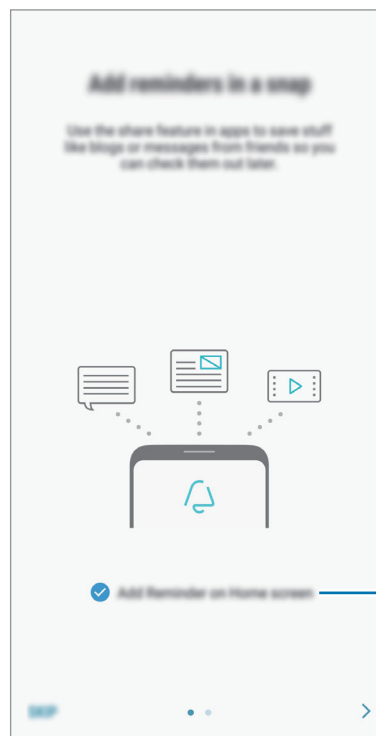 Add reminders in a snap
Use the share feature in apps to save stuff
like blogs or messages from friends so you
can check them out later.
Add Reminder on Home screen
SKIP